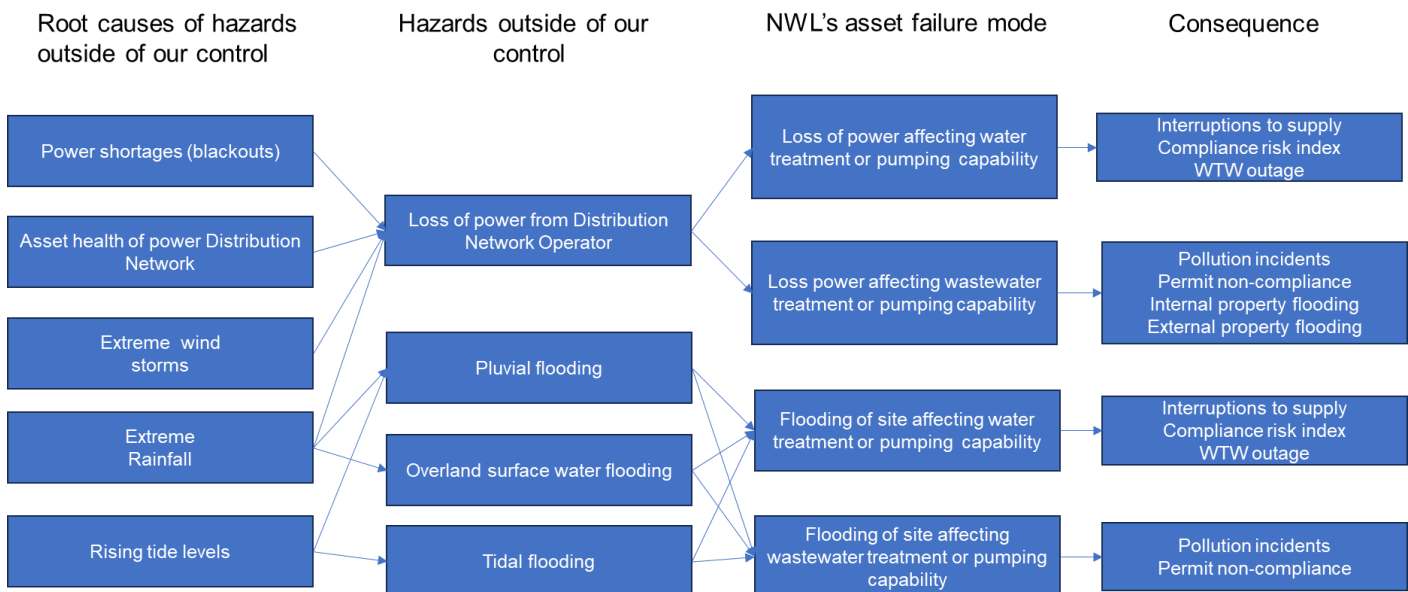 Root causes of hazards
outside of our control
Hazards outside of our
control
NWL's asset failure mode
Consequence
Power shortages (blackouts)
Asset health of power Distribution
Network
Extreme wind
storms
Extreme
Rainfall
Rising tide levels
Loss of power from Distribution
Network Operator
Pluvial flooding
Overland surface water flooding
Tidal flooding
Loss of power affecting water
treatment or pumping capability
Loss power affecting wastewater
treatment or pumping capability
Flooding of site affecting water
treatment or pumping capability
Flooding of site affecting
wastewater treatment or pumping
capability
Interruptions to supply
Compliance risk index
WTW outage
Pollution incidents
Permit non-compliance
Internal property flooding
External property flooding
Interruptions to supply
Compliance risk index
WTW outage
Pollution incidents
Permit non-compliance